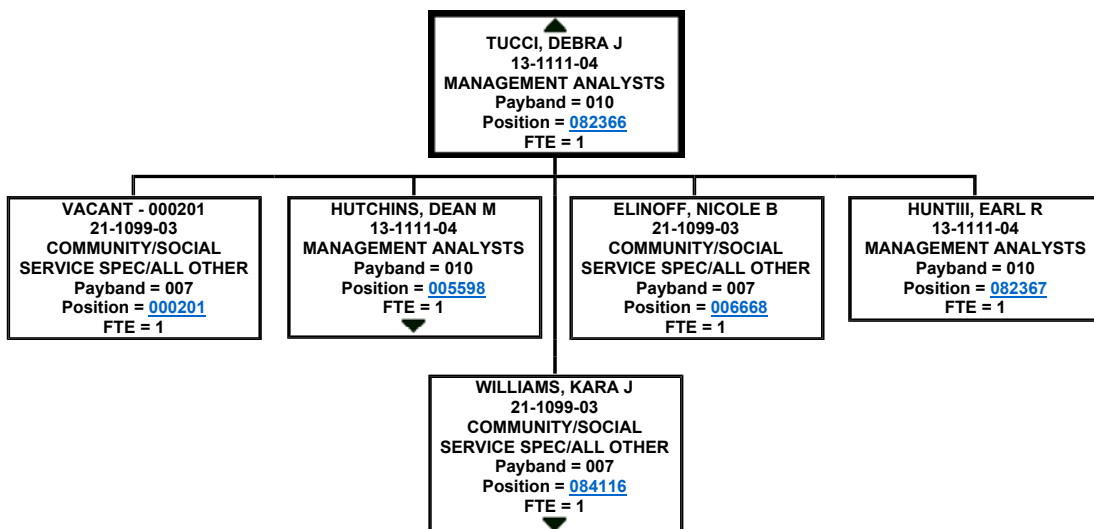 TUCCI, DEBRA J
13-1111-04
MANAGEMENT ANALYSTS
Payband = 010
Position = 082366
FTE = 1
VACANT - 000201
21-1099-03
COMMUNITY/SOCIAL
SERVICE SPEC/ALL OTHER
Payband = 007
Position = 000201
FTE = 1
HUTCHINS, DEAN M
13-1111-04
MANAGEMENT ANALYSTS
Payband = 010
Position = 005598
FTE = 1
ELINOFF, NICOLE B
21-1099-03
COMMUNITY/SOCIAL
SERVICE SPEC/ALL OTHER
Payband = 007
Position = 006668
FTE = 1
HUNTIII, EARL R
13-1111-04
MANAGEMENT ANALYSTS
Payband = 010
Position = 082367
FTE = 1
WILLIAMS, KARA J
21-1099-03
COMMUNITY/SOCIAL
SERVICE SPEC/ALL OTHER
Payband = 007
Position = 084116
FTE = 1